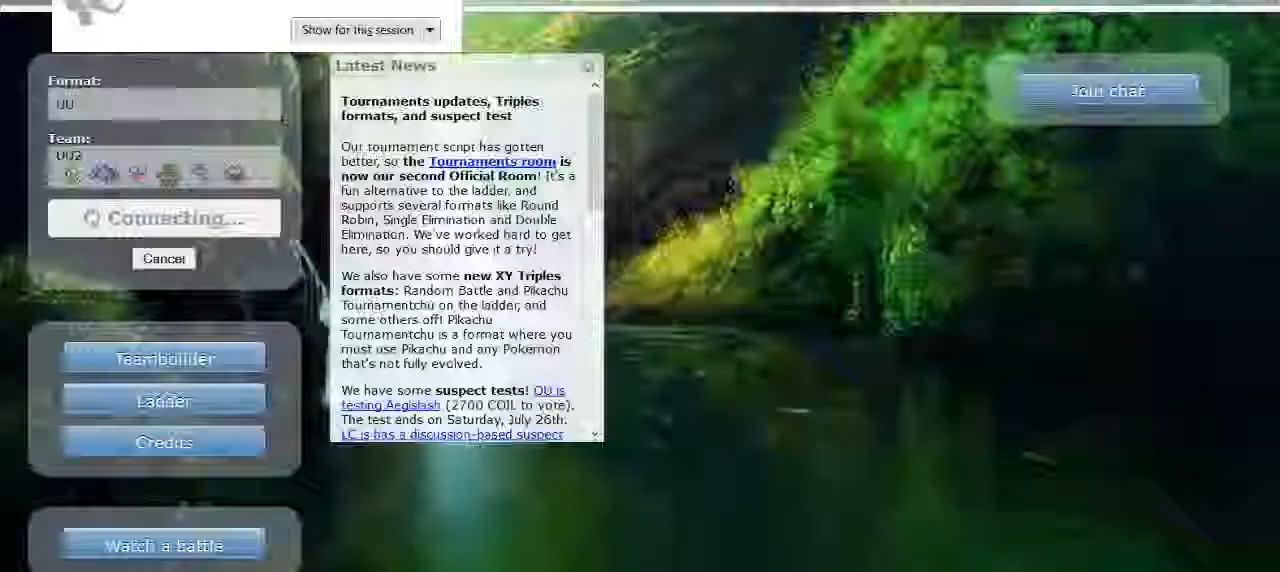 Show for this session
Format:
UU
Team:
UU2
Connecting...
Cancel
Teambuilder
Ladder
Credits
Watch a battle
Latest News
Tournaments updates, Triples
formats, and suspect test
Our tournament script has gotten
better, so the Tournaments room is
now our second Official Room! It's a
fun alternative to the ladder, and
supports several formats like Round
Robin, Single Elimination and Double
Elimination. We've worked hard to get
here, so you should give it a try!
We also have some new XY Triples
formats: Random Battle and Pikachu
Tournamentchu on the ladder, and
some others off! Pikachu
Tournamentchu is a format where you
must use Pikachu and any Pokemon
that's not fully evolved.
We have some suspect tests! OU is
testing Aegislash (2700 COIL to vote).
The test ends on Saturday, July 26th.
LC is has a discussion-based suspect
Join chat